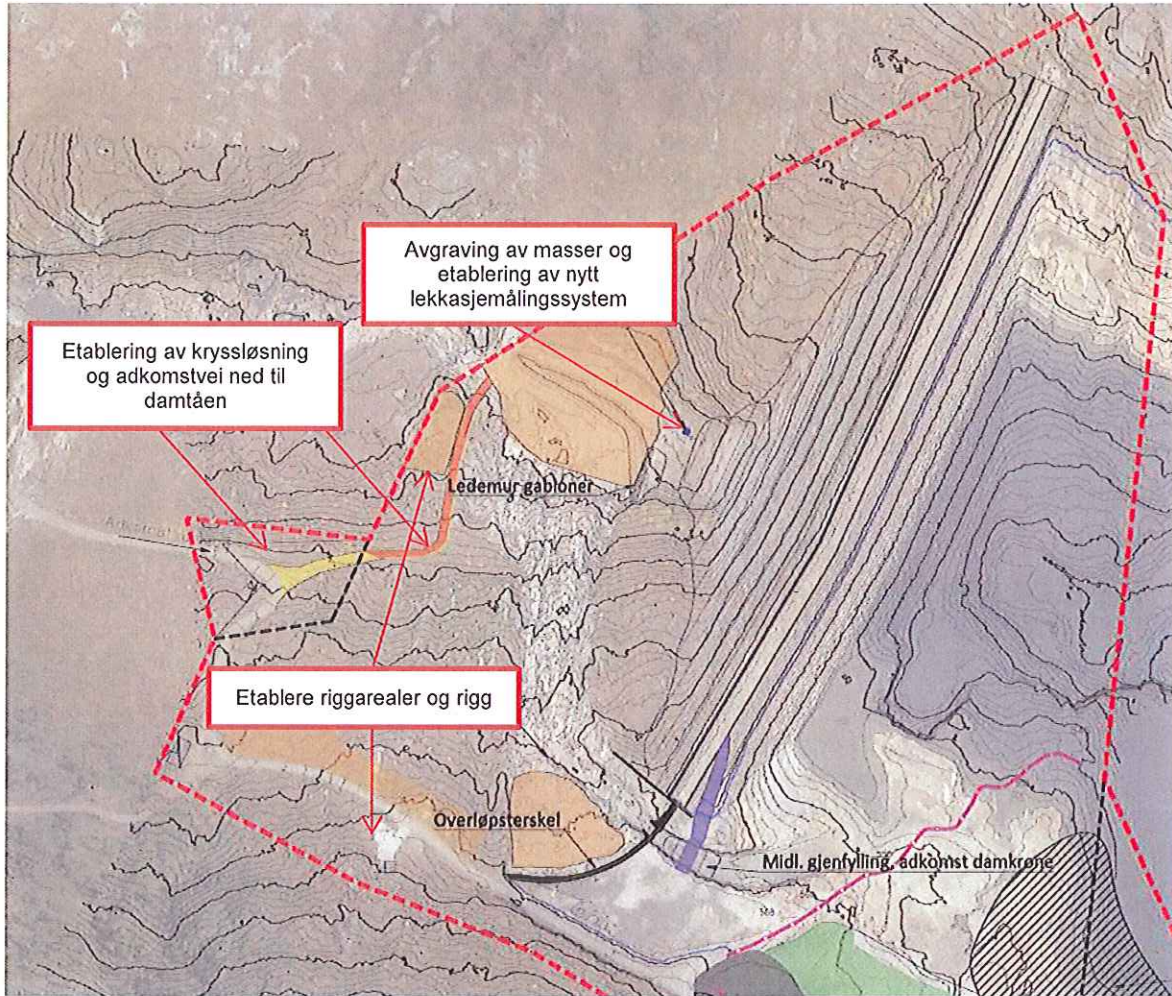 Avgraving av masser og
etablering av nytt
lekkasjemålingssystem
Etablering av kryssløsning
og adkomstvei ned til
damtåen
Ledemur gabioner
Etablere riggarealer og rigg
Overløpsterskel
Midl. gjenfylling, adkomst damkrone